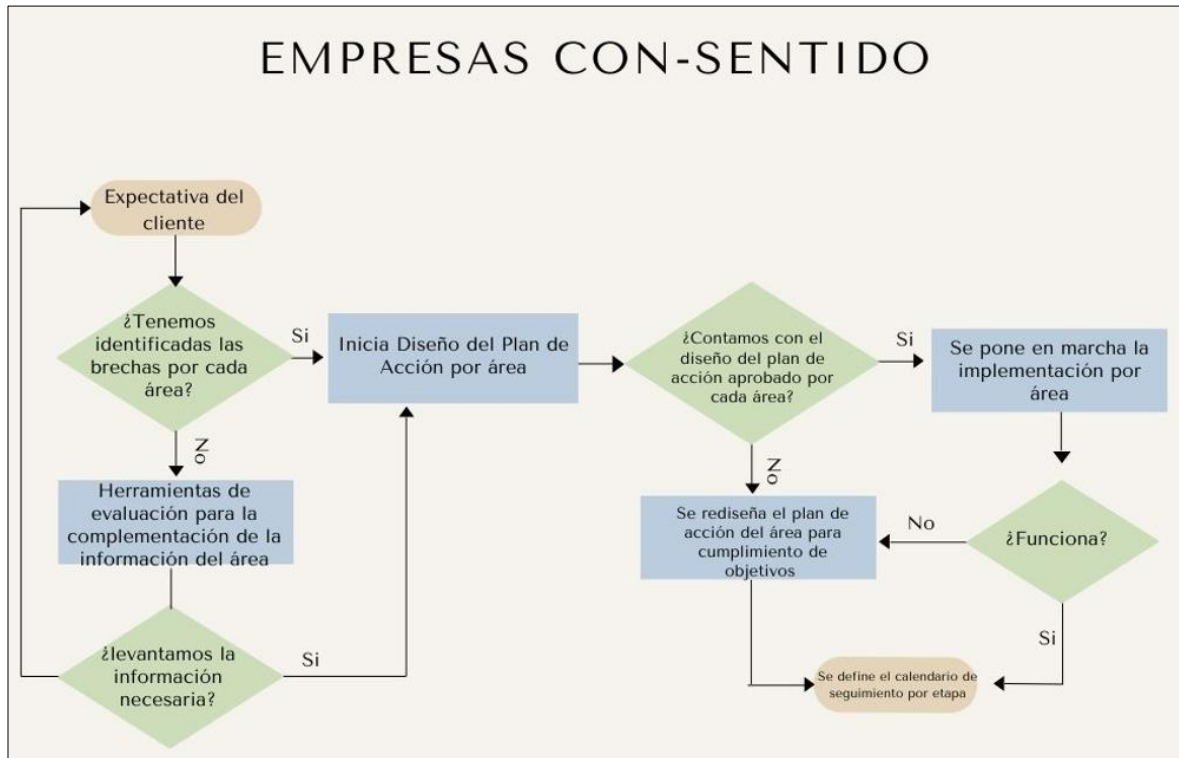 EMPRESAS CON-SENTIDO
Expectativa del
cliente
¿Tenemos
identificadas las
brechas por cada
área?
Si
No
Herramientas de
evaluación para la
complementación de la
información del área
¿levantamos la
información
necesaria?
Si
Inicia Diseño del Plan de
Acción por área
¿Contamos con el
diseño del plan de
acción aprobado por
cada área?
Si
No
Se pone en marcha la
implementación por
área
¿Funciona?
No
Si
Se rediseña el plan de
acción del área para
cumplimiento de
objetivos
Se define el calendario de
seguimiento por etapa